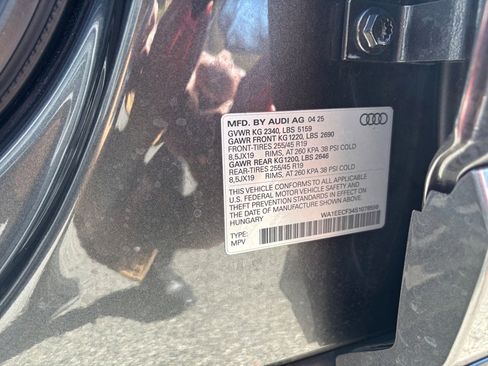 MFD. BY AUDI AG 04 25
GVWR KG 2340, LBS 5159
GAWR FRONT KG1220, LBS 2690
FRONT-TIRES 255/45 R19
8,5JX19 RIMS, AT 260 KPA 38 PSI COLD
GAWR REAR KG1200, LBS 2646
REAR-TIRES 255/45 R19
8,5JX19 RIMS, AT 260 KPA 38 PSI COLD
THIS VEHICLE CONFORMS TO ALL APPLICABLE
U.S. FEDERAL MOTOR VEHICLE SAFETY AND
THEFT PREVENTION STANDARDS IN EFFECT ON
THE DATE OF MANUFACTURE SHOWN ABOVE
HUNGARY
TYPE:
MPV